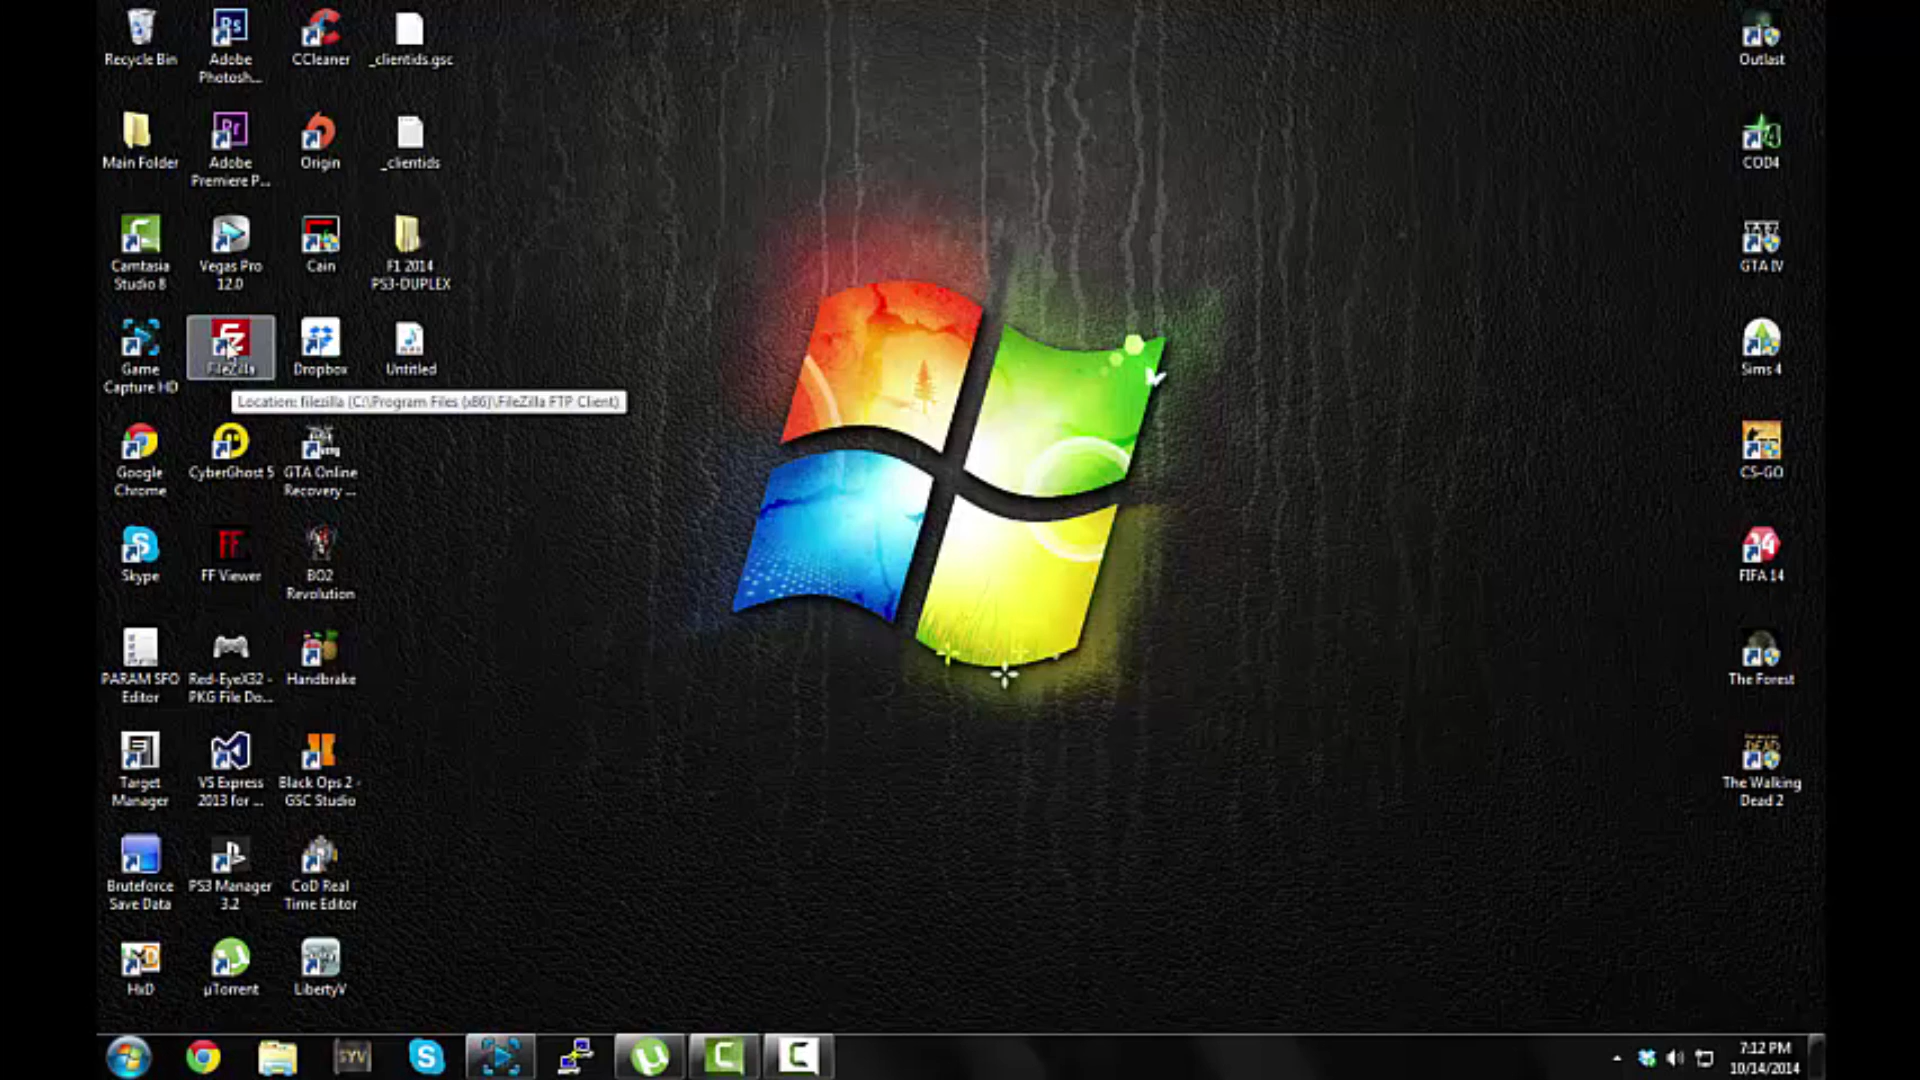 Recycle Bin
Adobe
Photosh...
CCleaner
_clientids.gsc
Outlast
Main Folder
Adobe
Premiere P...
Origin
_clientids
COD4
Camtasia
Studio 8
Vegas Pro
12.0
Cain
F1 2014
PS3-DUPLEX
GTA IV
Game
Capture HD
FileZilla
Dropbox
Untitled
Sims 4
Location: filezilla (C:\Program Files (x86)\FileZilla FTP Client)
Google
Chrome
CyberGhost 5
GTA Online
Recovery ...
CS-GO
Skype
FF
FF Viewer
BO2
Revolution
FIFA 14
PARAM SFO
Editor
Red-EyeX32 -
PKG File Do...
Handbrake
The Forest
Target
Manager
VS Express
2013 for ...
Black Ops 2 -
GSC Studio
The Walking
Dead 2
Bruteforce
Save Data
PS3 Manager
3.2
CoD Real
Time Editor
HxD
µTorrent
LibertyV
SYV
7:12 PM
10/14/2014